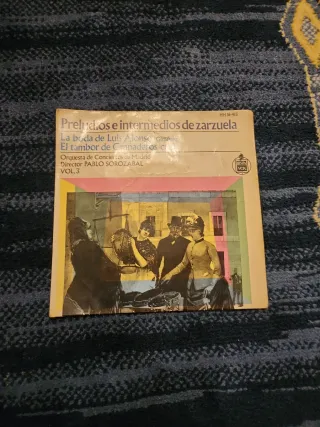 Preludios e intermedios de zarzuela
La boda de Luis Alonso
El tambor de Granaderos
Orquesta de Conciertos de Madrid
Director: PABLO SOROZABAL
VOL. 3